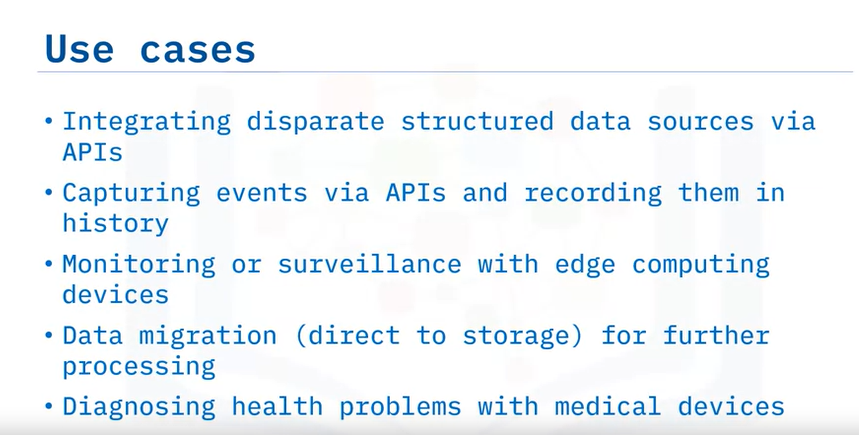 Use cases
• Integrating disparate structured data sources via
APIs
• Capturing events via APIs and recording them in
history
• Monitoring or surveillance with edge computing
devices
• Data migration (direct to storage) for further
processing
• Diagnosing health problems with medical devices